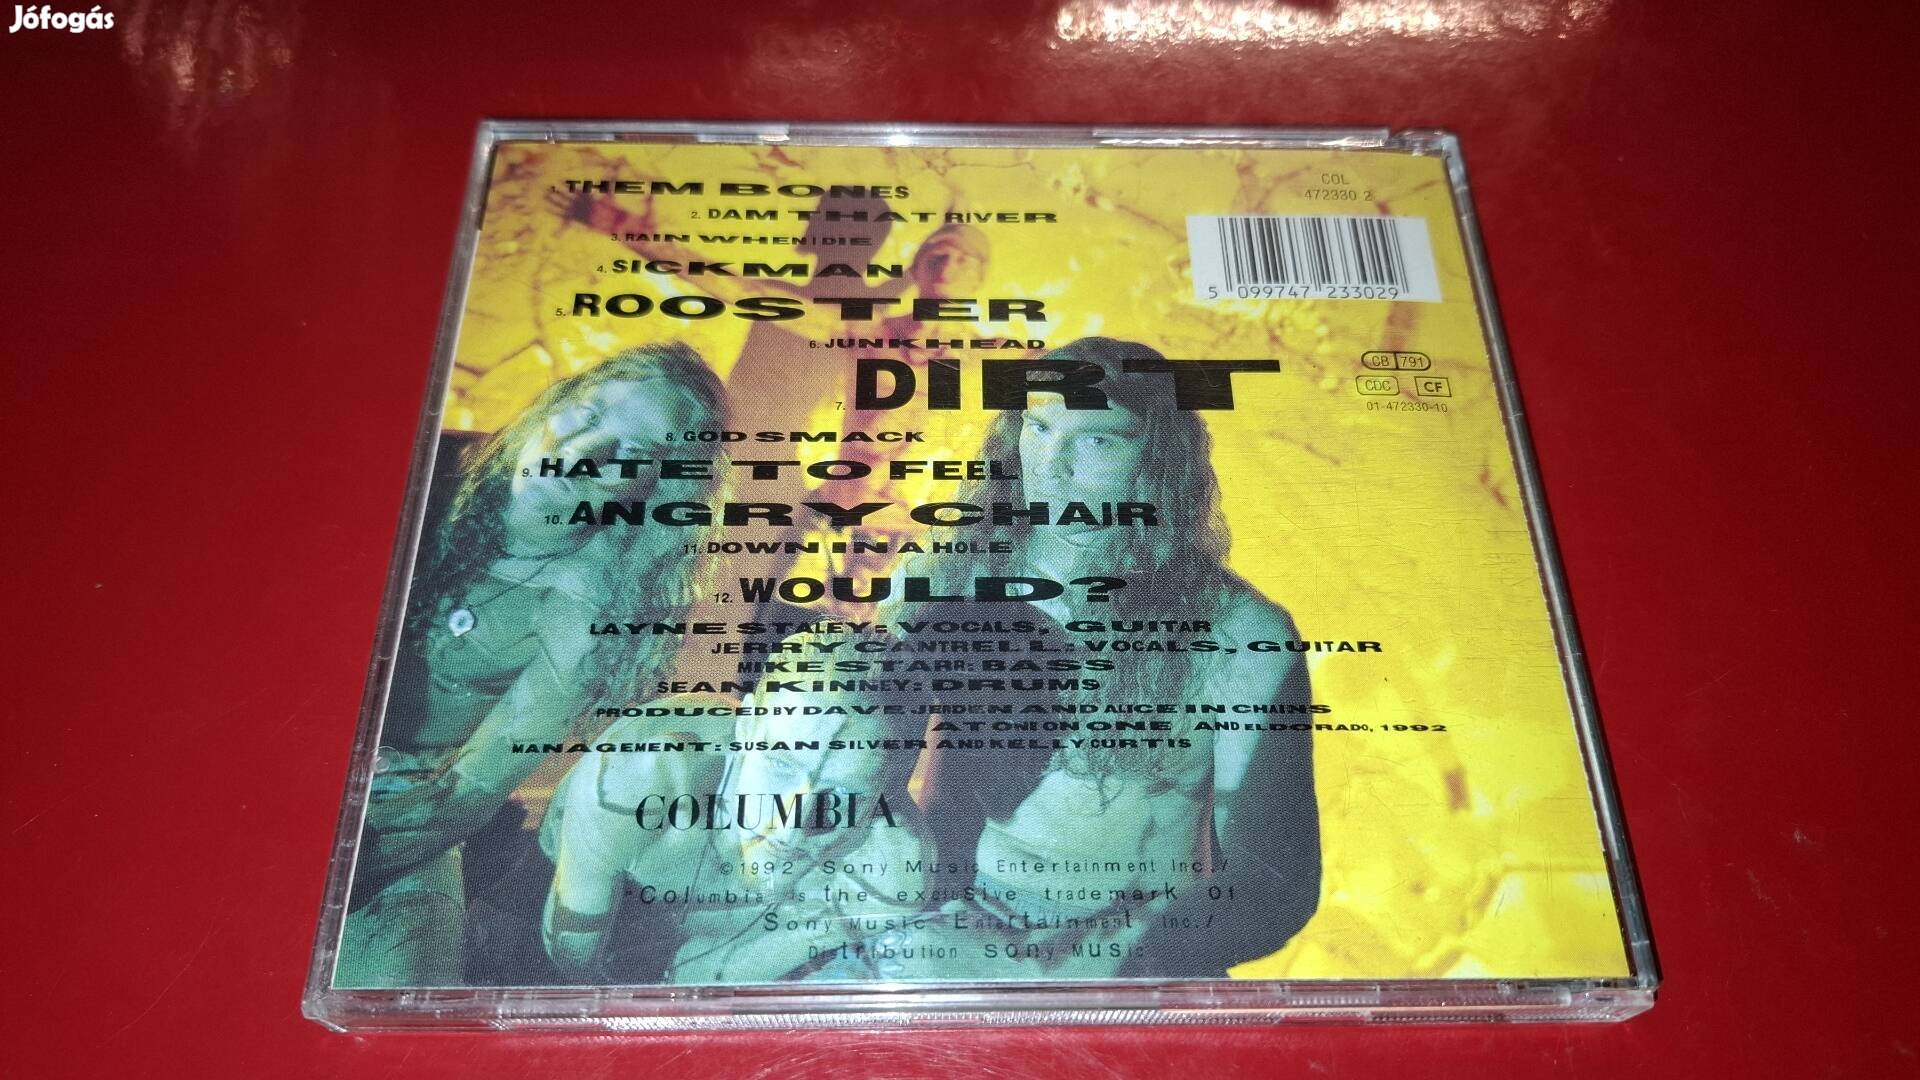 Jófogás
1. THEM BONES
2. DAM THAT RIVER
3. RAIN WHEN I DIE
4. SICKMAN
5. ROOSTER
6. JUNKHEAD
7. DIRT
8. GOD SMACK
9. HATE TO FEEL
10. ANGRY CHAIR
11. DOWN IN A HOLE
12. WOULD?
LAYNE STALEY: VOCALS, GUITAR
JERRY CANTRELL: VOCALS, GUITAR
MIKE STARR: BASS
SEAN KINNEY: DRUMS
PRODUCED BY DAVE JERDEN AND ALICE IN CHAINS
AT ONE ON ONE AND ELDORADO, 1992
MANAGEMENT: SUSAN SILVER AND KELLY CURTIS
COLUMBIA
©1992 Sony Music Entertainment Inc./
"Columbia" is the exclusive trademark Of
Sony Music Entertainment Inc./
Distribution Sony Music
COL
472330 2
5 099747 233029
CB 791
CDC CF
01-472330-10